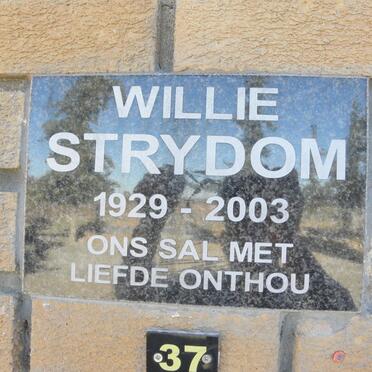 WILLIE
STRYDOM
1929 - 2003
ONS SAL MET
LIEFDE ONTHOU
37